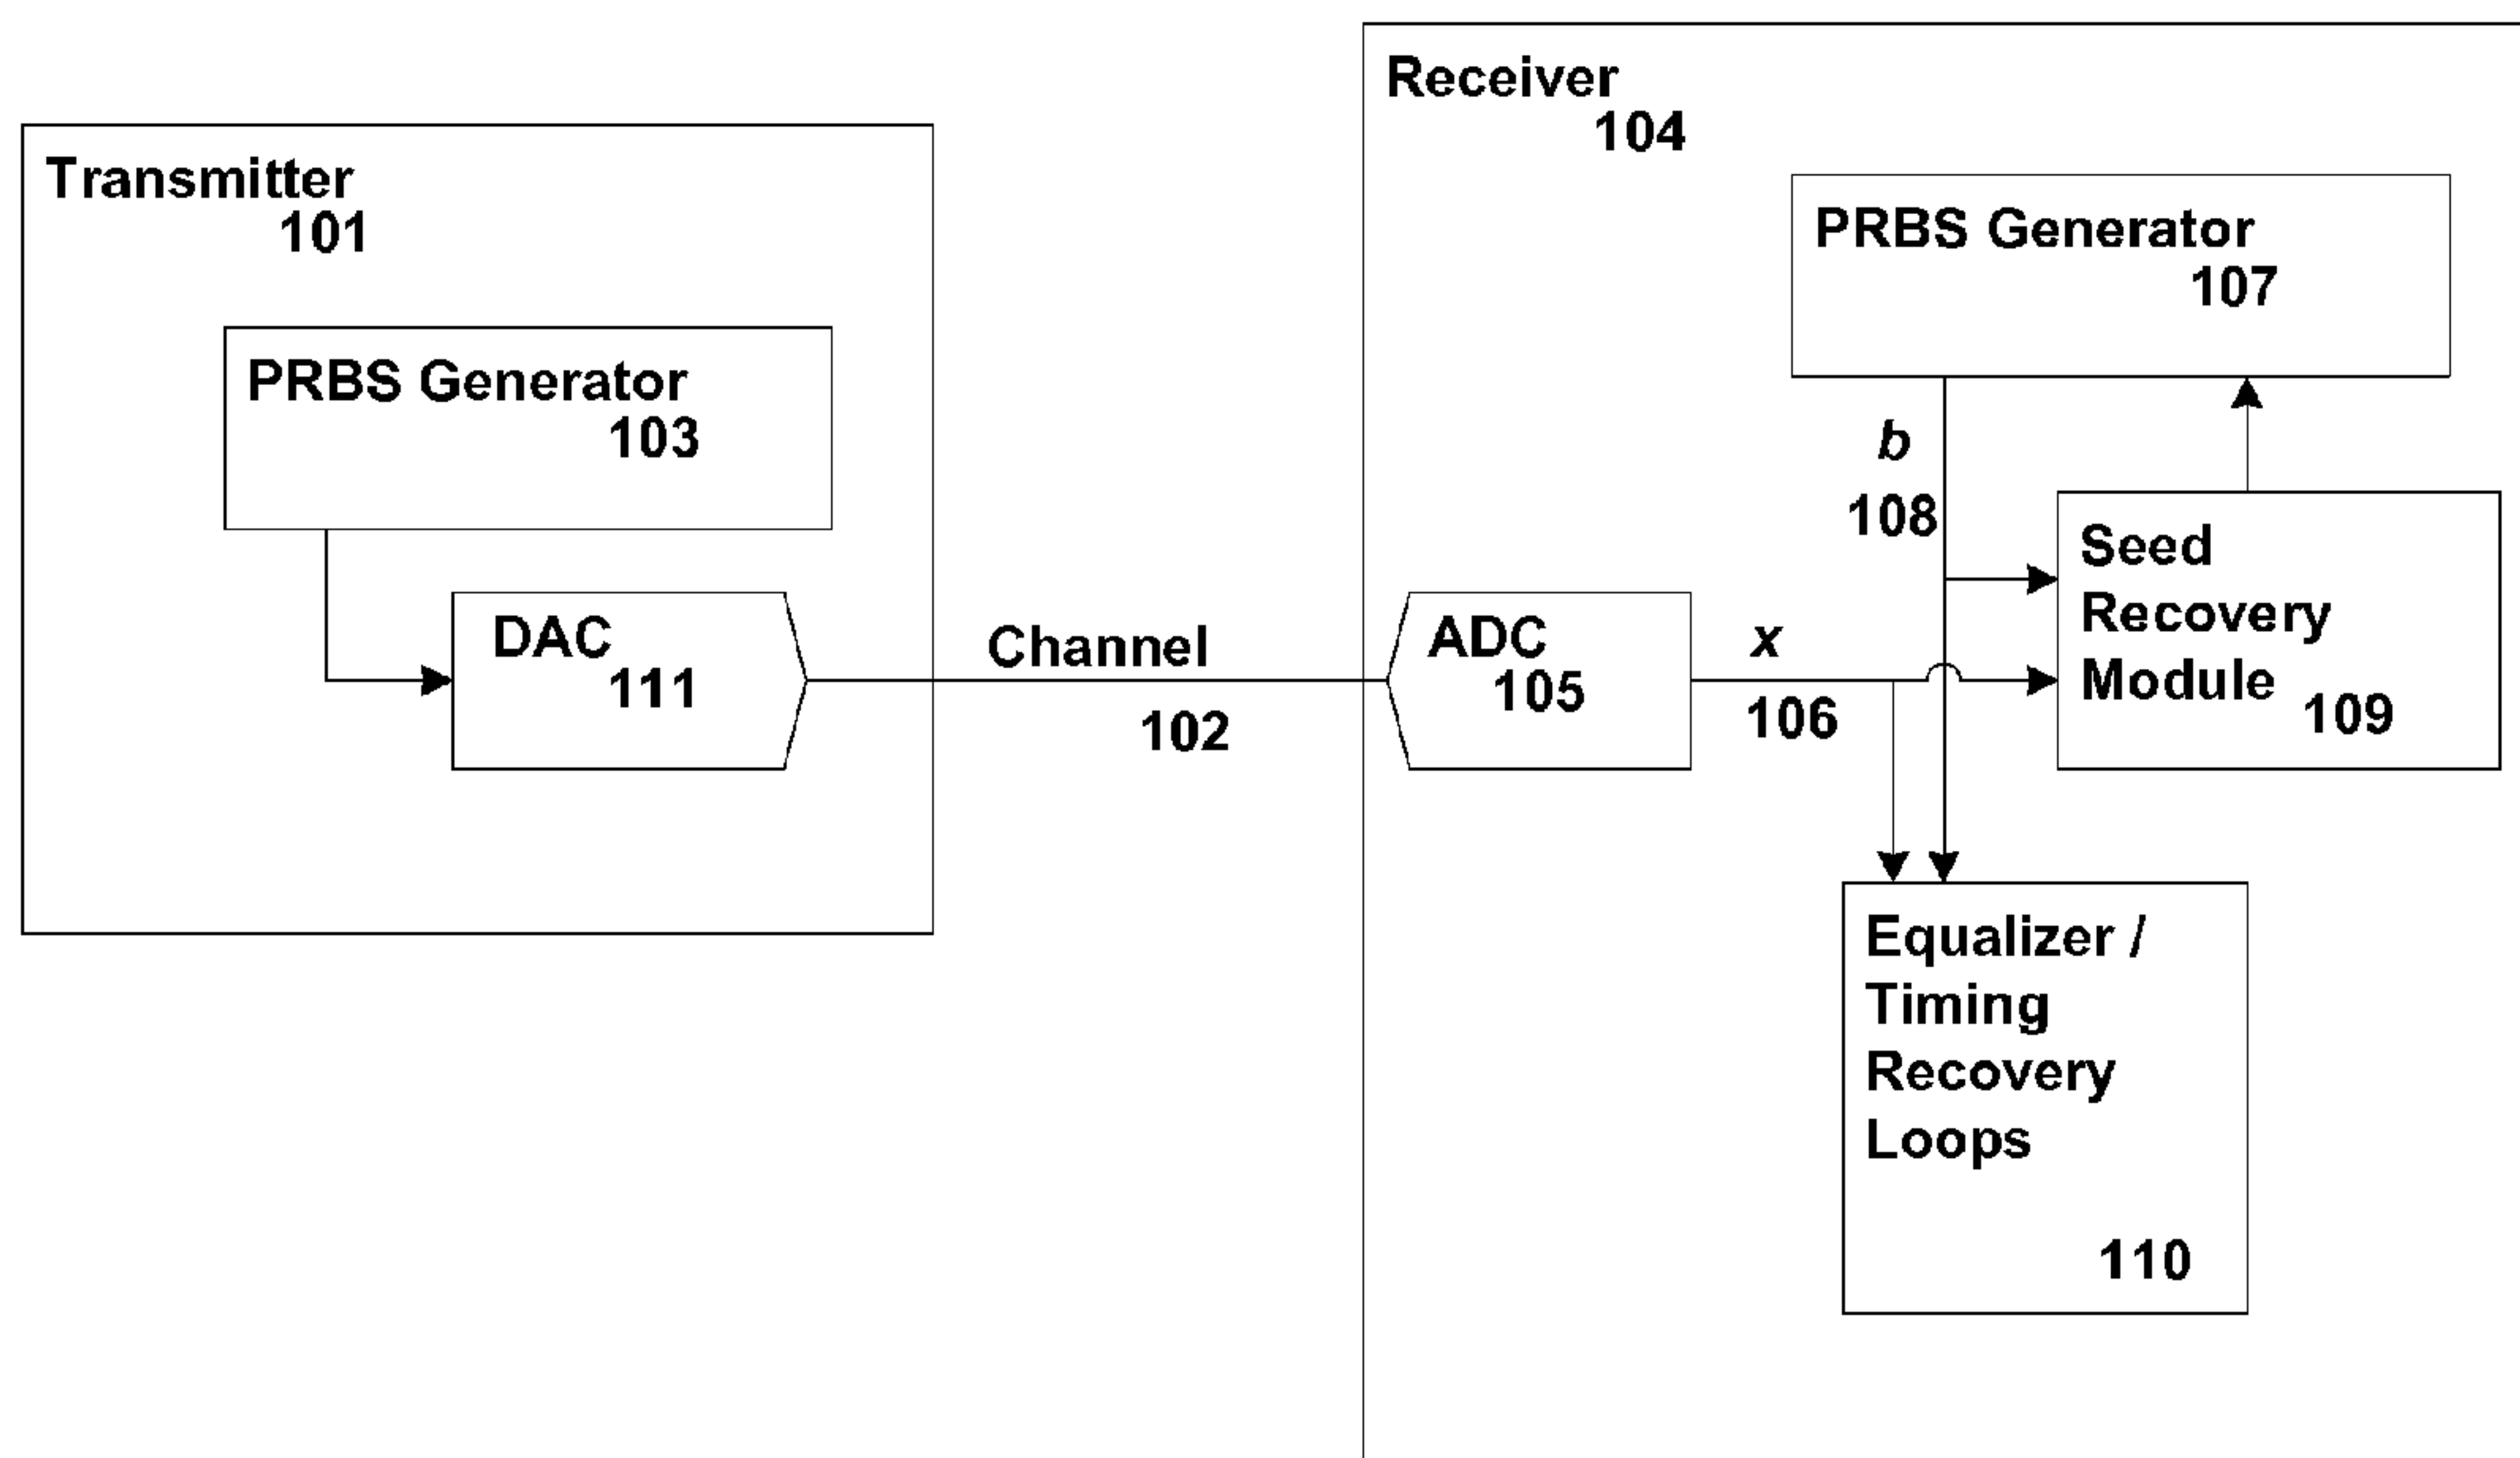 Transmitter
101
PRBS Generator
103
DAC
111
Channel
102
Receiver
104
PRBS Generator
107
b
108
ADC
105
x
106
Seed
Recovery
Module
109
Equalizer /
Timing
Recovery
Loops
110